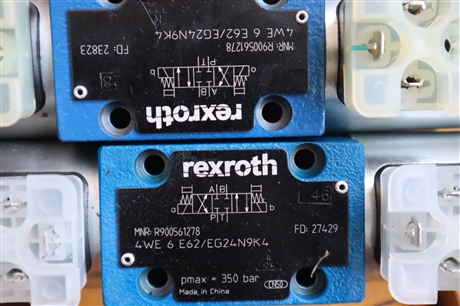 4WE 6 E62/EG24N9K4
MNR: R900561278
FD: 23823
P T
a b
A B
rexroth
rexroth
A B
a b
P T
MNR: R900561278
FD: 27429
4WE 6 E62/EG24N9K4
pmax = 350 bar
Made in China
CNSO